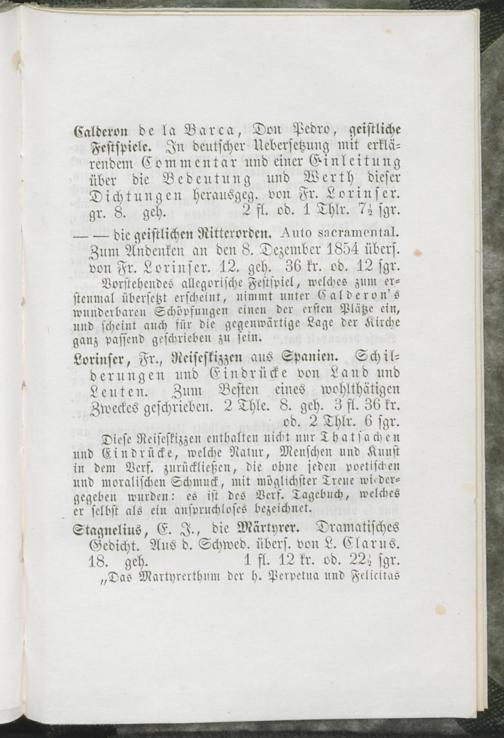 Calderon de la Barca, Don Pedro, geistliche
Festspiele. In deutscher Uebersetzung mit erklä-
rendem Commentar und einer Einleitung
über die Bedeutung und Werth dieser
Dichtungen herausgeg. von Fr. Lorinser.
gr. 8. geh. 2 fl. od. 1 Thlr. 7½ sgr.
— — die geistlichen Ritterorden. Auto sacramental.
Zum Andenken an den 8. Dezember 1854 übers.
von Fr. Lorinser. 12. geh. 36 kr. od. 12 sgr.
Vorstehendes allegorische Festspiel, welches zum er-
stenmal übersetzt erscheint, nimmt unter Calderon's
wunderbaren Schöpfungen einen der ersten Plätze ein,
und scheint auch für die gegenwärtige Lage der Kirche
ganz passend geschrieben zu sein.
Lorinser, Fr., Reiseskizzen aus Spanien. Schil-
derungen und Eindrücke von Land und
Leuten. Zum Besten eines wohlthätigen
Zweckes geschrieben. 2 Thle. 8. geh. 3 fl. 36 kr.
od. 2 Thlr. 6 sgr.
Diese Reiseskizzen enthalten nicht nur Thatsachen
und Eindrücke, welche Natur, Menschen und Kunst
in dem Verf. zurückließen, die ohne jeden poetischen
und moralischen Schmuck, mit möglichster Treue wieder-
gegeben wurden: es ist des Verf. Tagebuch, welches
er selbst als ein anspruchloses bezeichnet.
Stagnelius, E. J., die Märtyrer. Dramatisches
Gedicht. Aus d. Schwed. übers. von L. Clarus.
18. geh. 1 fl. 12 kr. od. 22½ sgr.
„Das Martyrerthum der h. Perpetua und Felicitas